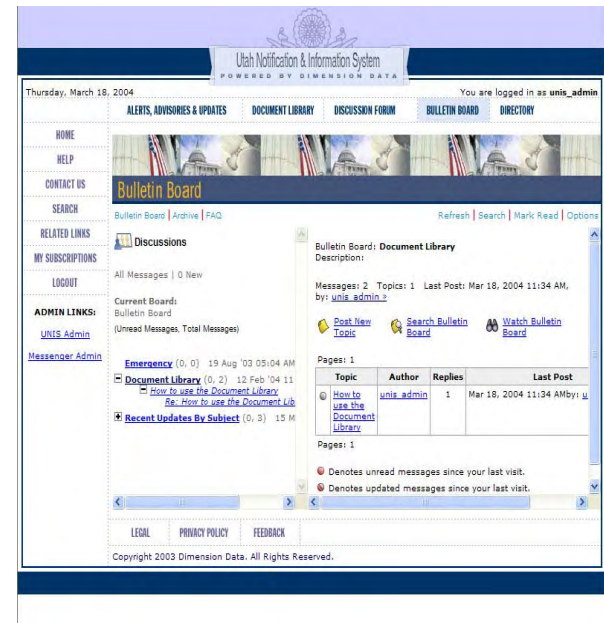 Utah Notification & Information System
POWERED BY DIMENSION DATA
Thursday, March 18, 2004
You are logged in as unis_admin
ALERTS, ADVISORIES & UPDATES
DOCUMENT LIBRARY
DISCUSSION FORUM
BULLETIN BOARD
DIRECTORY
HOME
HELP
CONTACT US
SEARCH
RELATED LINKS
MY SUBSCRIPTIONS
LOGOUT
ADMIN LINKS:
UNIS Admin
Messenger Admin
Bulletin Board
Bulletin Board | Archive | FAQ
Refresh | Search | Mark Read | Options
Discussions
All Messages | 0 New
Current Board:
Bulletin Board
(Unread Messages, Total Messages)
Emergency (0, 0) 19 Aug '03 05:04 AM
Document Library (0, 2) 12 Feb '04 11
How to use the Document Library
Re: How to use the Document Lib
Recent Updates By Subject (0, 3) 15 M
Bulletin Board: Document Library
Description:
Messages: 2 Topics: 1 Last Post: Mar 18, 2004 11:34 AM,
by: unis_admin »
Post New
Topic
Search Bulletin
Board
Watch Bulletin
Board
Pages: 1
Topic Author Replies Last Post
How to
use the
Document
Library
unis_admin
1
Mar 18, 2004 11:34 AMby: u
Pages: 1
Denotes unread messages since your last visit.
Denotes updated messages since your last visit.
LEGAL
PRIVACY POLICY
FEEDBACK
Copyright 2003 Dimension Data. All Rights Reserved.